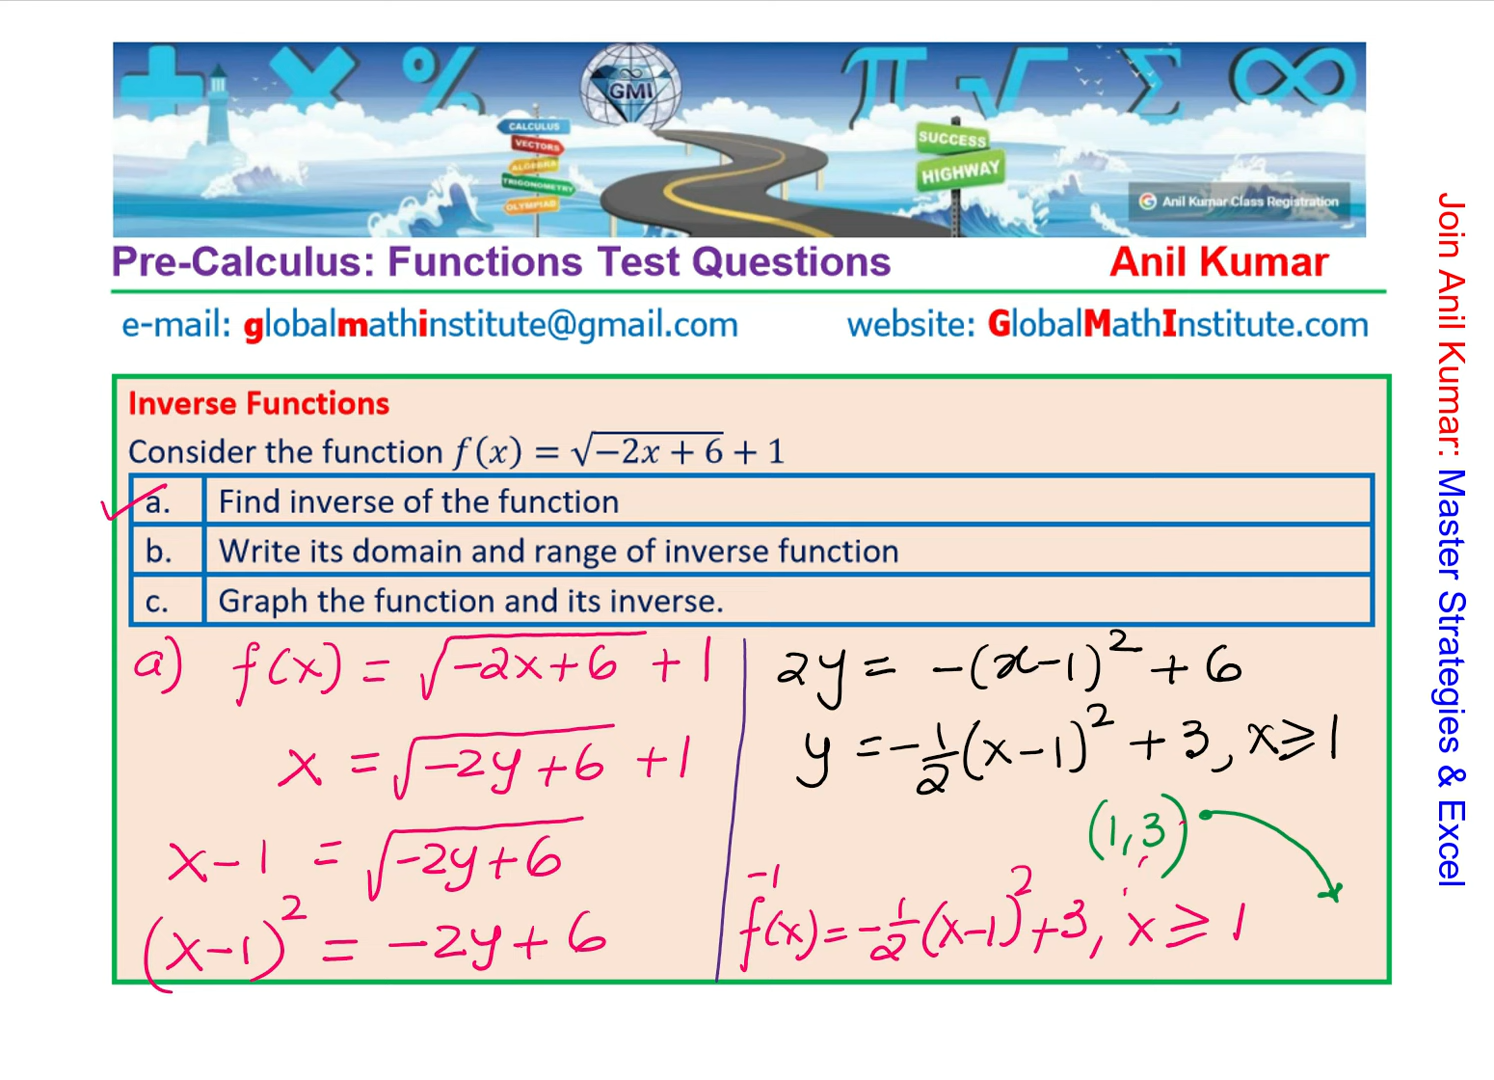 GMI
CALCULUS
VECTORS
ALGEBRA
TRIGONOMETRY
OLYMPIAD
SUCCESS
HIGHWAY
Anil Kumar Class Registration
Pre-Calculus: Functions Test Questions Anil Kumar
e-mail: globalmathinstitute@gmail.com website: GlobalMathInstitute.com
Inverse Functions
Consider the function f(x) = √(−2x + 6) + 1
a. Find inverse of the function
b. Write its domain and range of inverse function
c. Graph the function and its inverse.
a) f(x) = √(-2x+6) + 1
x = √(-2y+6) + 1
x-1 = √(-2y+6)
(x-1)² = -2y+6
2y = -(x-1)² + 6
y = -1/2(x-1)² + 3, x ≥ 1
(1,3)
f⁻¹(x) = -1/2(x-1)² + 3, x ≥ 1
Join Anil Kumar: Master Strategies & Excel